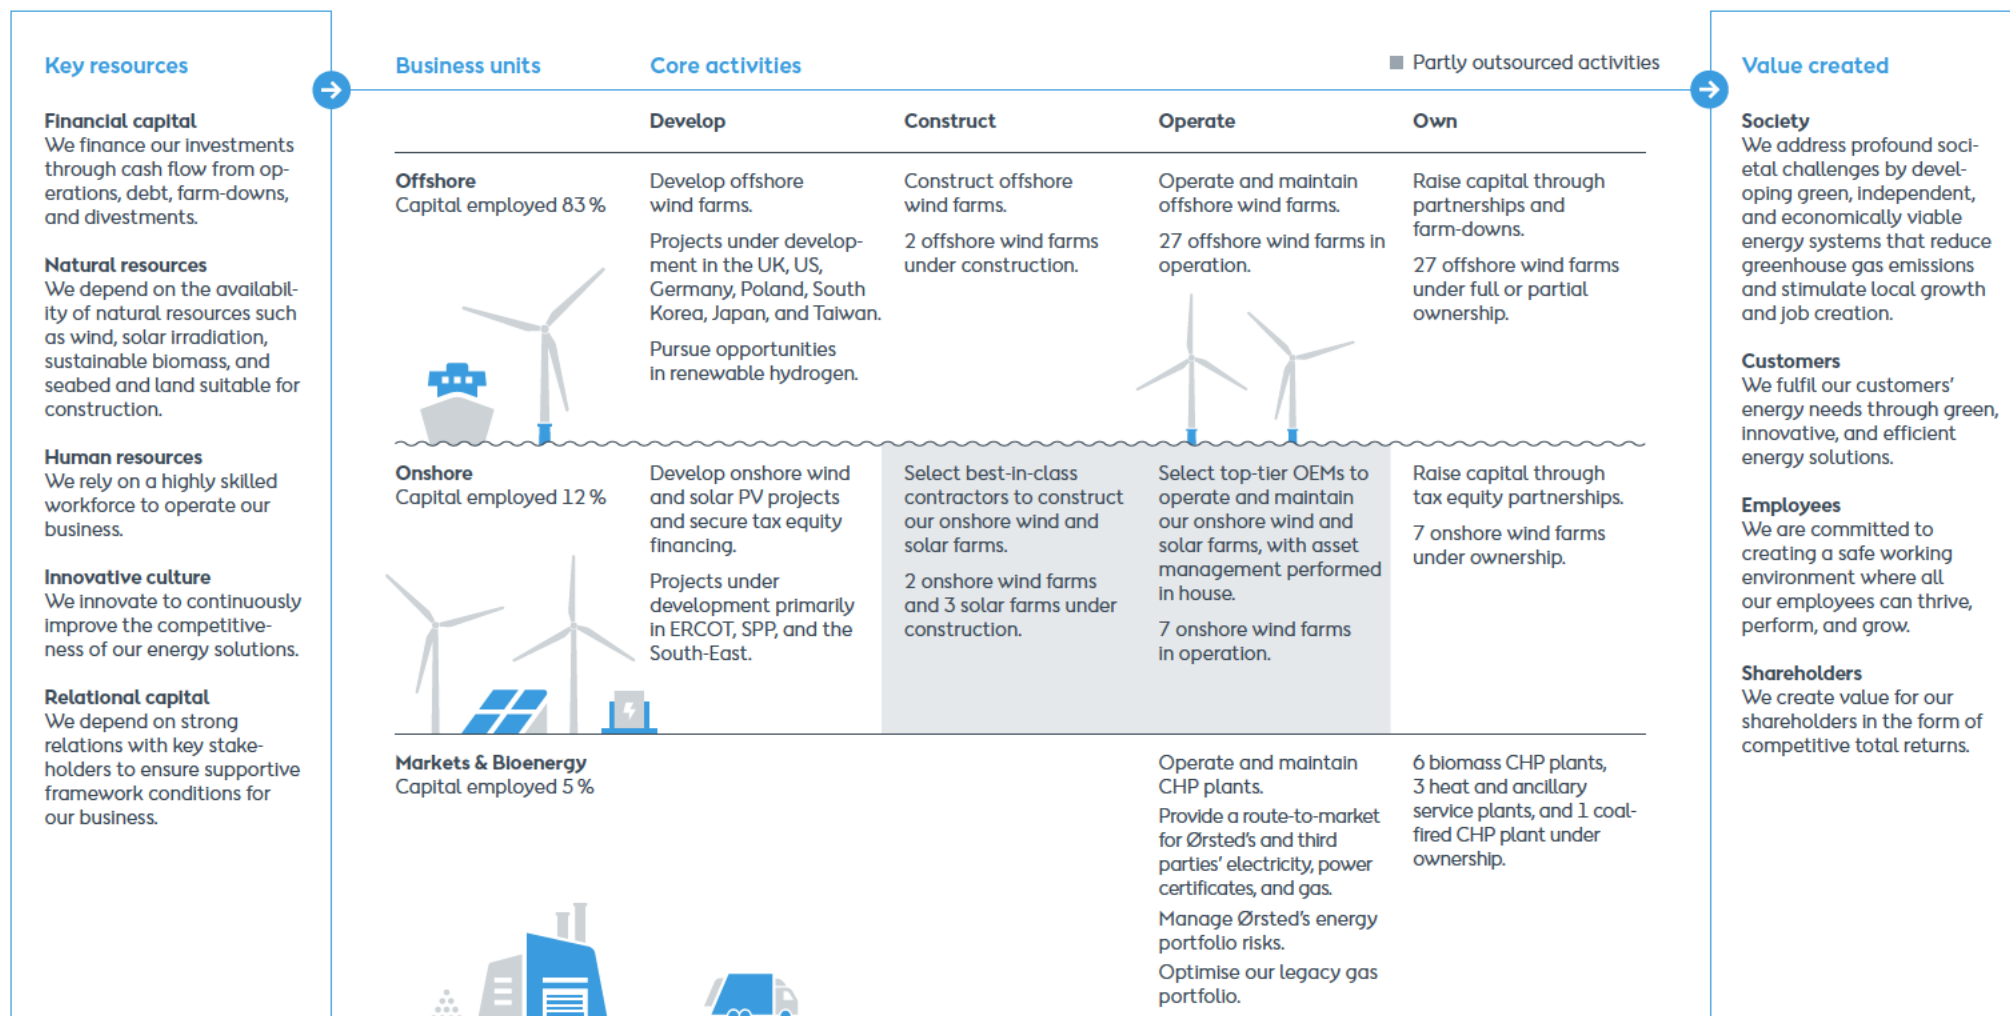 Key resources
Financial capital
We finance our investments
through cash flow from op-
erations, debt, farm-downs,
and divestments.
Natural resources
We depend on the availabil-
ity of natural resources such
as wind, solar irradiation,
sustainable biomass, and
seabed and land suitable for
construction.
Human resources
We rely on a highly skilled
workforce to operate our
business.
Innovative culture
We innovate to continuously
improve the competitive-
ness of our energy solutions.
Relational capital
We depend on strong
relations with key stake-
holders to ensure supportive
framework conditions for
our business.
Business units
Core activities
Partly outsourced activities
Develop
Construct
Operate
Own
Offshore
Capital employed 83 %
Develop offshore
wind farms.
Projects under develop-
ment in the UK, US,
Germany, Poland, South
Korea, Japan, and Taiwan.
Pursue opportunities
in renewable hydrogen.
Construct offshore
wind farms.
2 offshore wind farms
under construction.
Operate and maintain
offshore wind farms.
27 offshore wind farms in
operation.
Raise capital through
partnerships and
farm-downs.
27 offshore wind farms
under full or partial
ownership.
Onshore
Capital employed 12 %
Develop onshore wind
and solar PV projects
and secure tax equity
financing.
Projects under
development primarily
in ERCOT, SPP, and the
South-East.
Select best-in-class
contractors to construct
our onshore wind and
solar farms.
2 onshore wind farms
and 3 solar farms under
construction.
Select top-tier OEMs to
operate and maintain
our onshore wind and
solar farms, with asset
management performed
in house.
7 onshore wind farms
in operation.
Raise capital through
tax equity partnerships.
7 onshore wind farms
under ownership.
Markets & Bioenergy
Capital employed 5 %
Operate and maintain
CHP plants.
Provide a route-to-market
for Ørsted's and third
parties' electricity, power
certificates, and gas.
Manage Ørsted's energy
portfolio risks.
Optimise our legacy gas
portfolio.
6 biomass CHP plants,
3 heat and ancillary
service plants, and 1 coal-
fired CHP plant under
ownership.
Value created
Society
We address profound soci-
etal challenges by devel-
oping green, independent,
and economically viable
energy systems that reduce
greenhouse gas emissions
and stimulate local growth
and job creation.
Customers
We fulfil our customers'
energy needs through green,
innovative, and efficient
energy solutions.
Employees
We are committed to
creating a safe working
environment where all
our employees can thrive,
perform, and grow.
Shareholders
We create value for our
shareholders in the form of
competitive total returns.